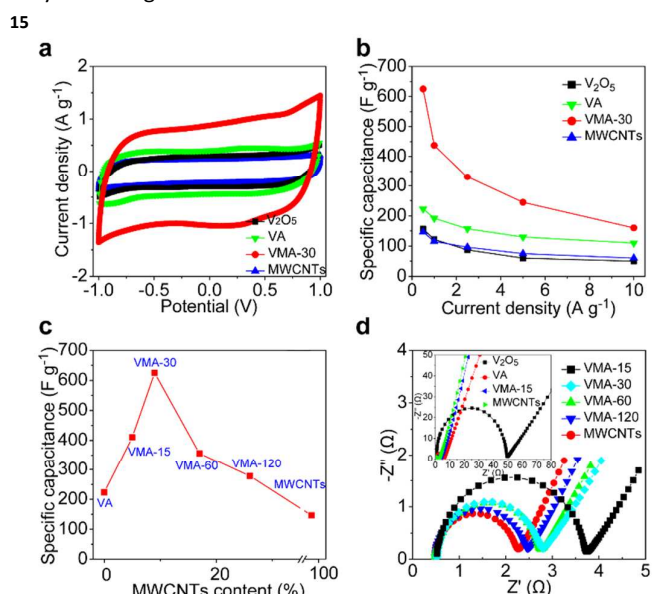 15
a
Current density (A g⁻¹)
2
1
0
-1
-2
V₂O₅
VA
VMA-30
MWCNTs
-1.0 -0.5 0.0 0.5 1.0
Potential (V)
b
Specific capacitance (F g⁻¹)
700
600
500
400
300
200
100
0
V₂O₅
VA
VMA-30
MWCNTs
0 2 4 6 8 10
Current density (A g⁻¹)
c
Specific capacitance (F g⁻¹)
700
600
500
400
300
200
100
0
VMA-30
VMA-15
VMA-60
VMA-120
MWCNTs
VA
0 20 100
MWCNTs content (%)
d
-Z'' (Ω)
4
3
2
1
0
-Z'' (Ω)
50
40
30
20
10
0
V₂O₅
VA
VMA-15
MWCNTs
0 10 20 30 40 50 60 70 80
Z' (Ω)
VMA-15
VMA-30
VMA-60
VMA-120
MWCNTs
0 1 2 3 4 5
Z' (Ω)